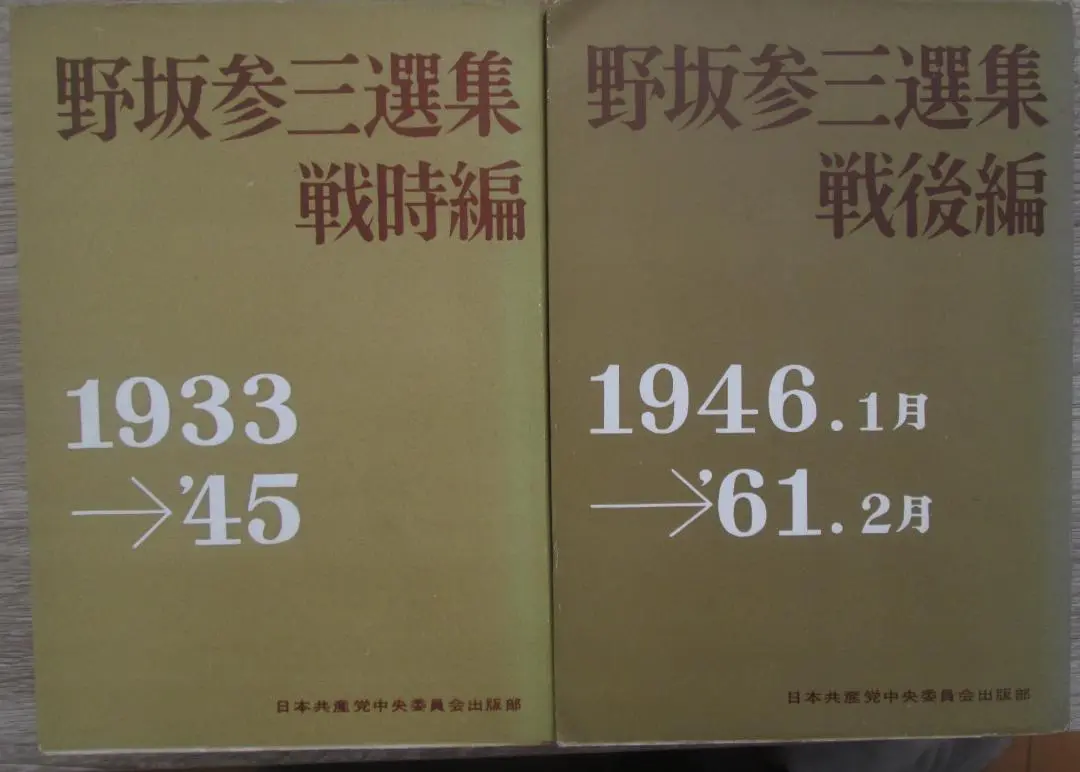 野坂参三選集
戦時編
1933
→'45
日本共産党中央委員会出版部
野坂参三選集
戦後編
1946.1月
→'61.2月
日本共産党中央委員会出版部